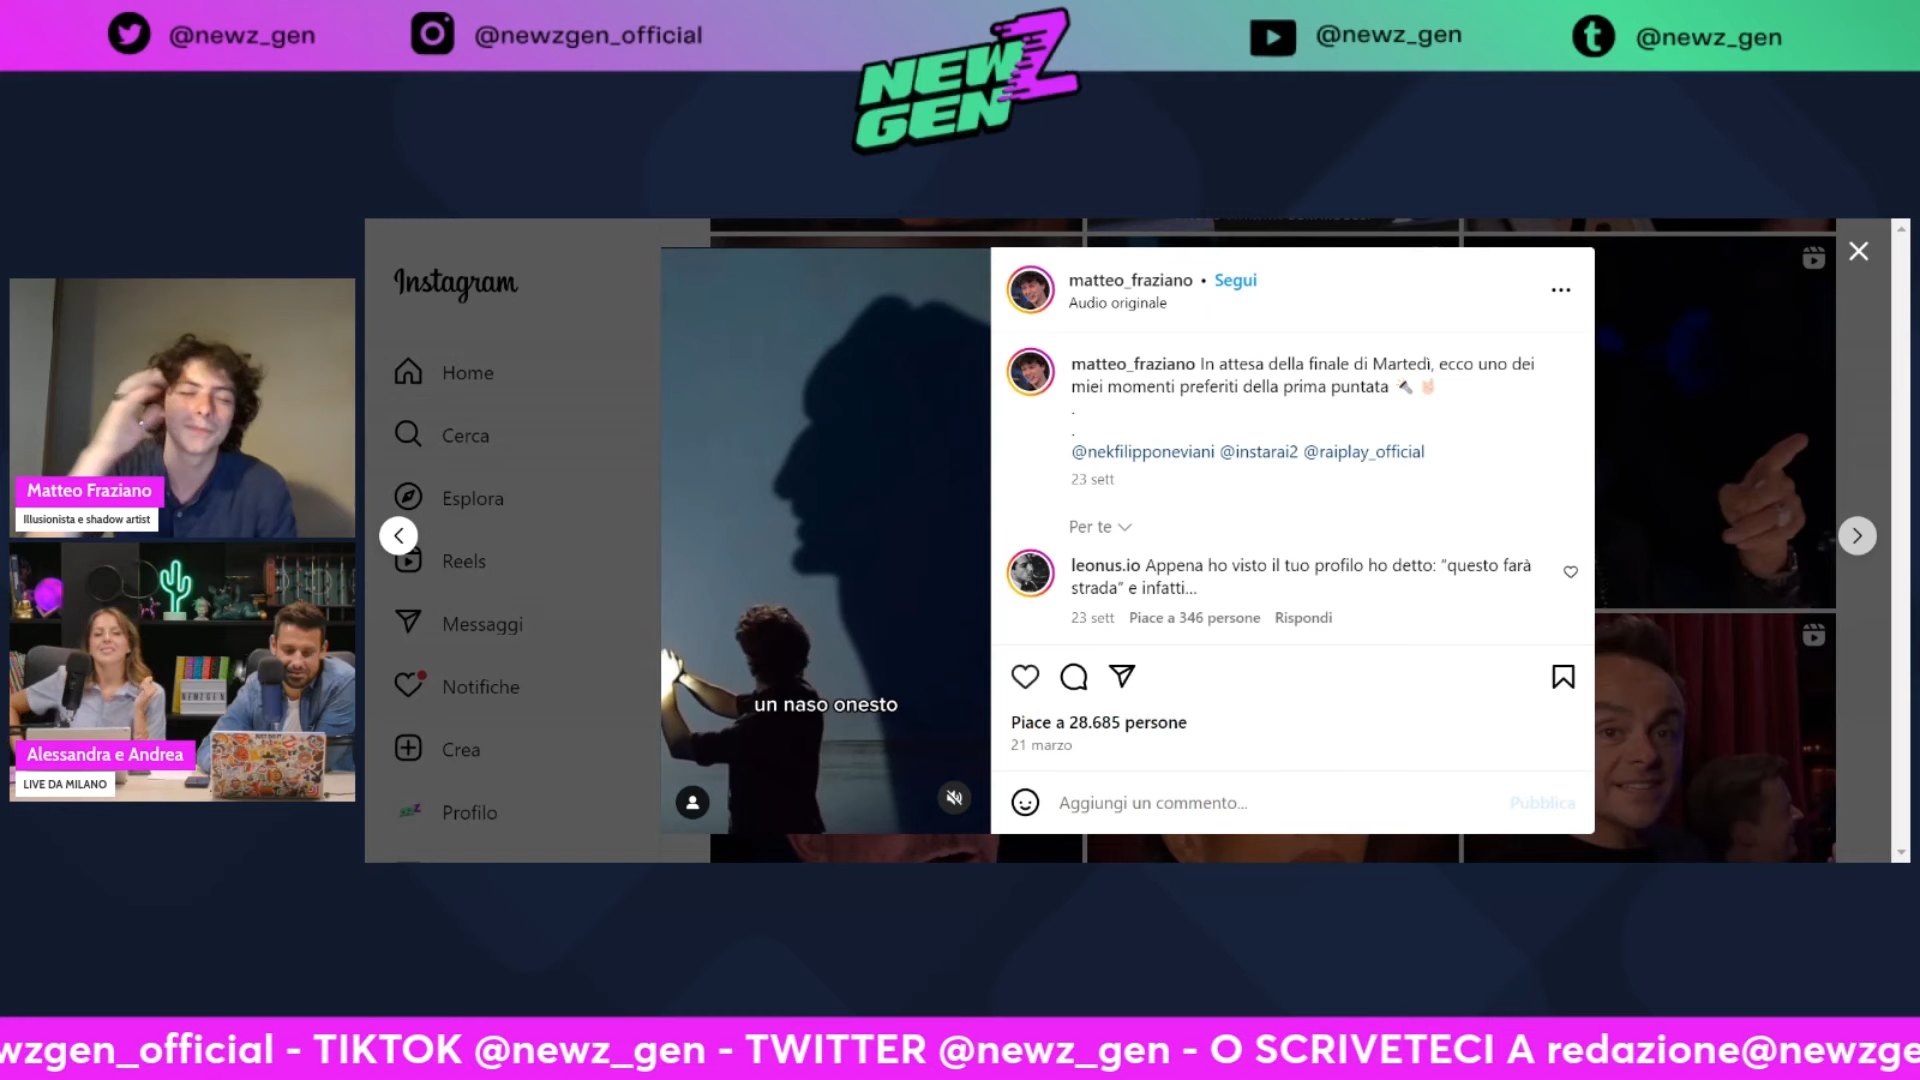 @newz_gen
@newzgen_official
NEWZ
GEN
@newz_gen
@newz_gen
Instagram
Home
Cerca
Esplora
Reels
Messaggi
Notifiche
Crea
Profilo
Matteo Fraziano
Illusionista e shadow artist
NEWZGEN
Alessandra e Andrea
LIVE DA MILANO
un naso onesto
matteo_fraziano • Segui
Audio originale
matteo_fraziano In attesa della finale di Martedì, ecco uno dei
miei momenti preferiti della prima puntata 🔦 🤘🏻
.
.
@nekfilipponeviani @instarai2 @raiplay_official
23 sett
Per te
leonus.io Appena ho visto il tuo profilo ho detto: “questo farà
strada” e infatti...
23 sett Piace a 346 persone Rispondi
Piace a 28.685 persone
21 marzo
Aggiungi un commento...
Pubblica
wzgen_official - TIKTOK @newz_gen - TWITTER @newz_gen - O SCRIVETECI A redazione@newzge